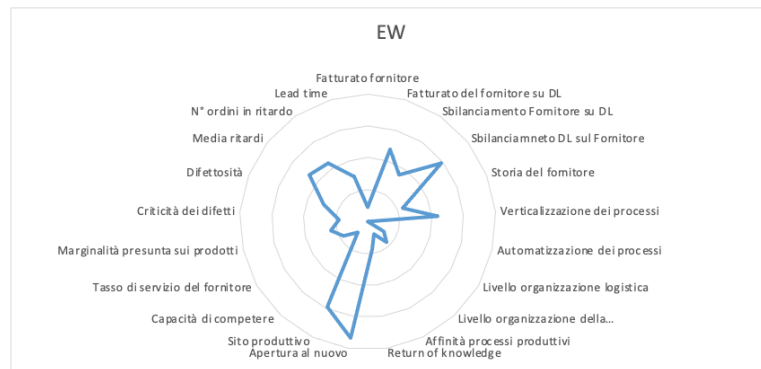 EW
Fatturato fornitore
Fatturato del fornitore su DL
Sbilanciamento Fornitore su DL
Sbilanciamneto DL sul Fornitore
Storia del fornitore
Verticalizzazione dei processi
Automatizzazione dei processi
Livello organizzazione logistica
Livello organizzazione della...
Affinità processi produttivi
Return of knowledge
Apertura al nuovo
Sito produttivo
Capacità di competere
Tasso di servizio del fornitore
Marginalità presunta sui prodotti
Criticità dei difetti
Difettosità
Media ritardi
N° ordini in ritardo
Lead time